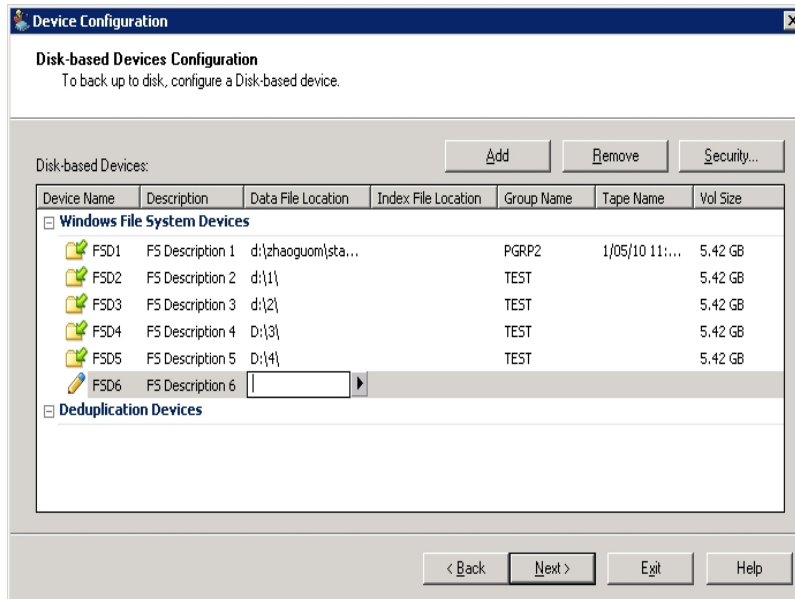 Device Configuration
Disk-based Devices Configuration
To back up to disk, configure a Disk-based device.
Disk-based Devices:
Add Remove Security...
Device Name Description Data File Location Index File Location Group Name Tape Name Vol Size
Windows File System Devices
FSD1 FS Description 1 d:\zhaoguom\sta... PGRP2 1/05/10 11:... 5.42 GB
FSD2 FS Description 2 d:\1\ TEST 5.42 GB
FSD3 FS Description 3 d:\2\ TEST 5.42 GB
FSD4 FS Description 4 D:\3\ TEST 5.42 GB
FSD5 FS Description 5 D:\4\ TEST 5.42 GB
FSD6 FS Description 6
Deduplication Devices
< Back Next > Exit Help